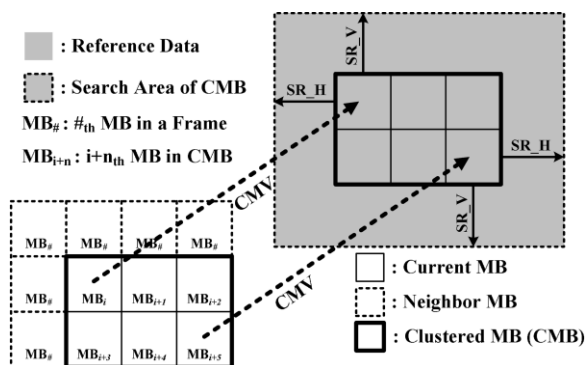 : Reference Data
: Search Area of CMB
MB# : #th MB in a Frame
MBi+n : i+nth MB in CMB
SR_V
SR_H
SR_H
SR_V
CMV
CMV
MB# MB# MB# MB#
MB# MBi MBi+1 MBi+2
MB# MBi+3 MBi+4 MBi+5
: Current MB
: Neighbor MB
: Clustered MB (CMB)